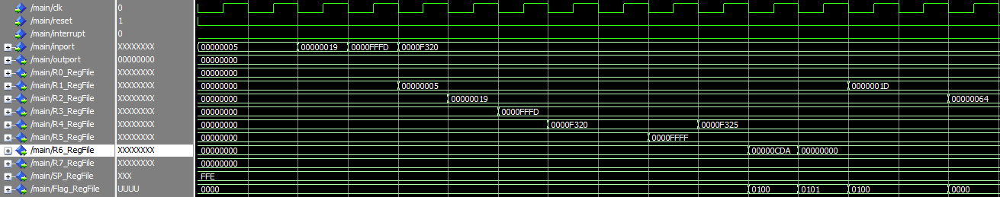 /main/clk 0
/main/reset 1
/main/interrupt 0
/main/inport XXXXXXXX 00000005 00000019 0000FFFD 0000F320
/main/outport 00000000 00000000
/main/R0_RegFile XXXXXXXX 00000000
/main/R1_RegFile XXXXXXXX 00000000 00000005 0000001D
/main/R2_RegFile XXXXXXXX 00000000 00000019 00000064
/main/R3_RegFile XXXXXXXX 00000000 0000FFFD
/main/R4_RegFile XXXXXXXX 00000000 0000F320 0000F325
/main/R5_RegFile XXXXXXXX 00000000 0000FFFF
/main/R6_RegFile XXXXXXXX 00000000 00000CDA 00000000
/main/R7_RegFile XXXXXXXX 00000000
/main/SP_RegFile XXX FFE
/main/Flag_RegFile UUUU 0000 0100 0101 0100 0000